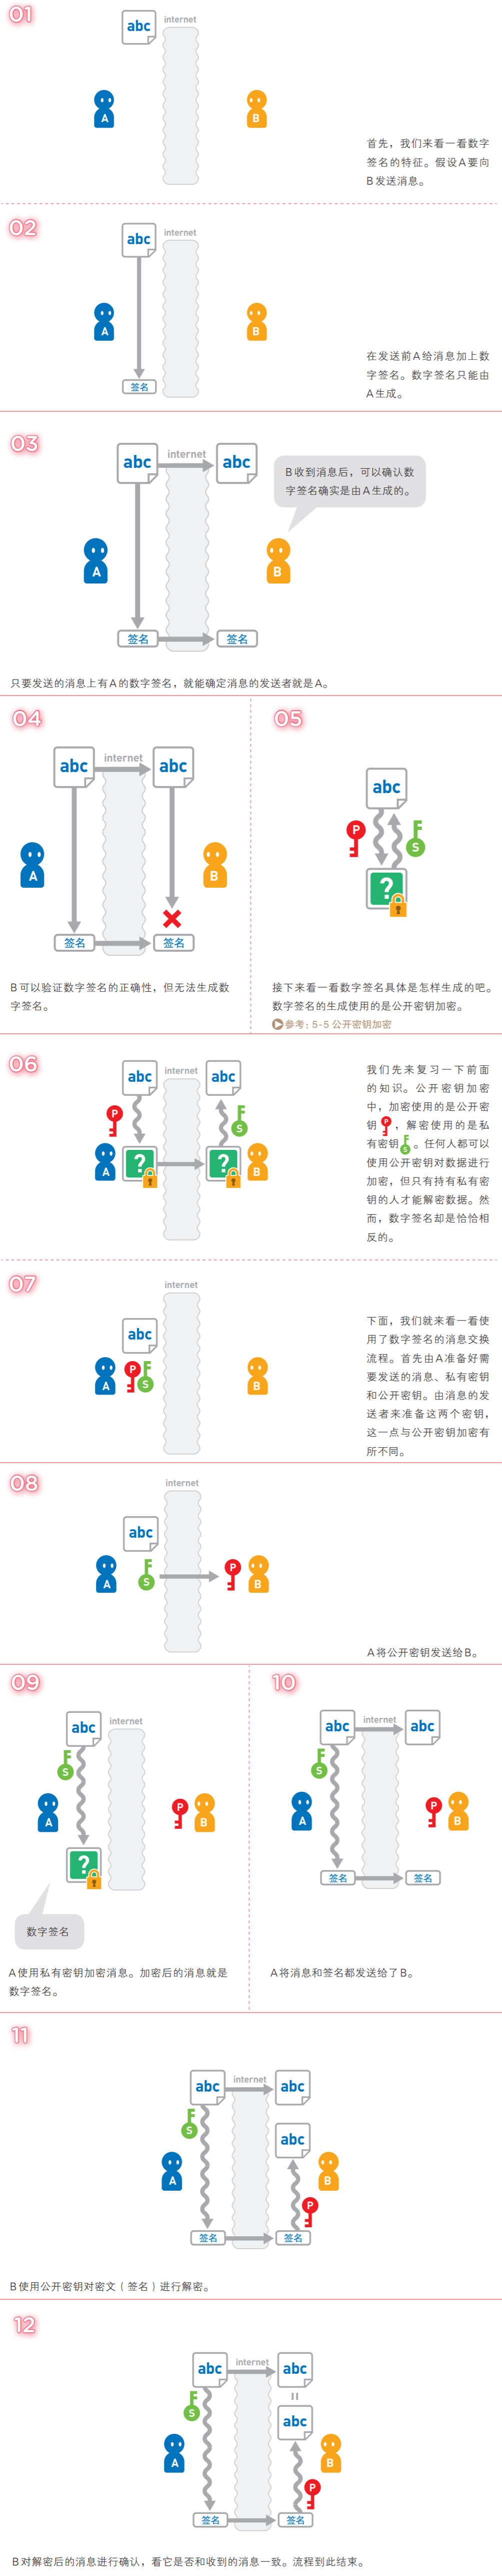 01
abc
internet
A
B
首先，我们来看一看数字
签名的特征。假设A要向
B发送消息。
02
abc
internet
A
B
签名
在发送前A给消息加上数
字签名。数字签名只能由
A生成。
03
abc
internet
abc
B收到消息后，可以确认数
字签名确实是由A生成的。
A
B
签名
签名
只要发送的消息上有A的数字签名，就能确定消息的发送者就是A。
04
abc
internet
abc
A
B
签名
签名
B可以验证数字签名的正确性，但无法生成数
字签名。
05
abc
P
S
?
接下来看一看数字签名具体是怎样生成的吧。
数字签名的生成使用的是公开密钥加密。
参考：5-5 公开密钥加密
06
abc
internet
abc
P
S
A
?
?
B
我们先来复习一下前面
的知识。公开密钥加密
中，加密使用的是公开密
钥P，解密使用的是私
有密钥S。任何人都可以
使用公开密钥对数据进行
加密，但只有持有私有密
钥的人才能解密数据。然
而，数字签名却是恰恰相
反的。
07
internet
abc
A
P
S
B
下面，我们就来看一看使
用了数字签名的消息交换
流程。首先由A准备好需
要发送的消息、私有密钥
和公开密钥。由消息的发
送者来准备这两个密钥，
这一点与公开密钥加密有
所不同。
08
internet
abc
A
S
P
B
A将公开密钥发送给B。
09
abc
internet
S
A
P
B
?
数字签名
A使用私有密钥加密消息。加密后的消息就是
数字签名。
10
abc
internet
abc
S
A
P
B
签名
签名
A将消息和签名都发送给了B。
11
abc
internet
abc
S
abc
A
B
P
签名
签名
B使用公开密钥对密文（签名）进行解密。
12
abc
internet
abc
=
S
abc
A
B
P
签名
签名
B对解密后的消息进行确认，看它是否和收到的消息一致。流程到此结束。